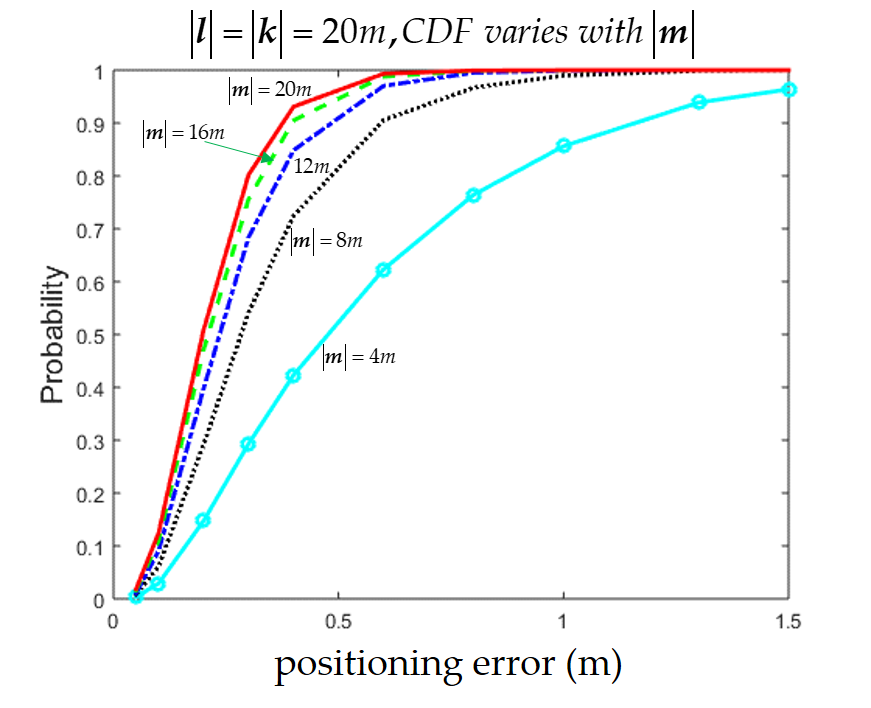 |l| = |k| = 20m, CDF varies with |m|
1
|m| = 20m
0.9
|m| = 16m
12m
0.8
0.7
|m| = 8m
0.6
Probability
0.5
|m| = 4m
0.4
0.3
0.2
0.1
0
0 0.5 1 1.5
positioning error (m)